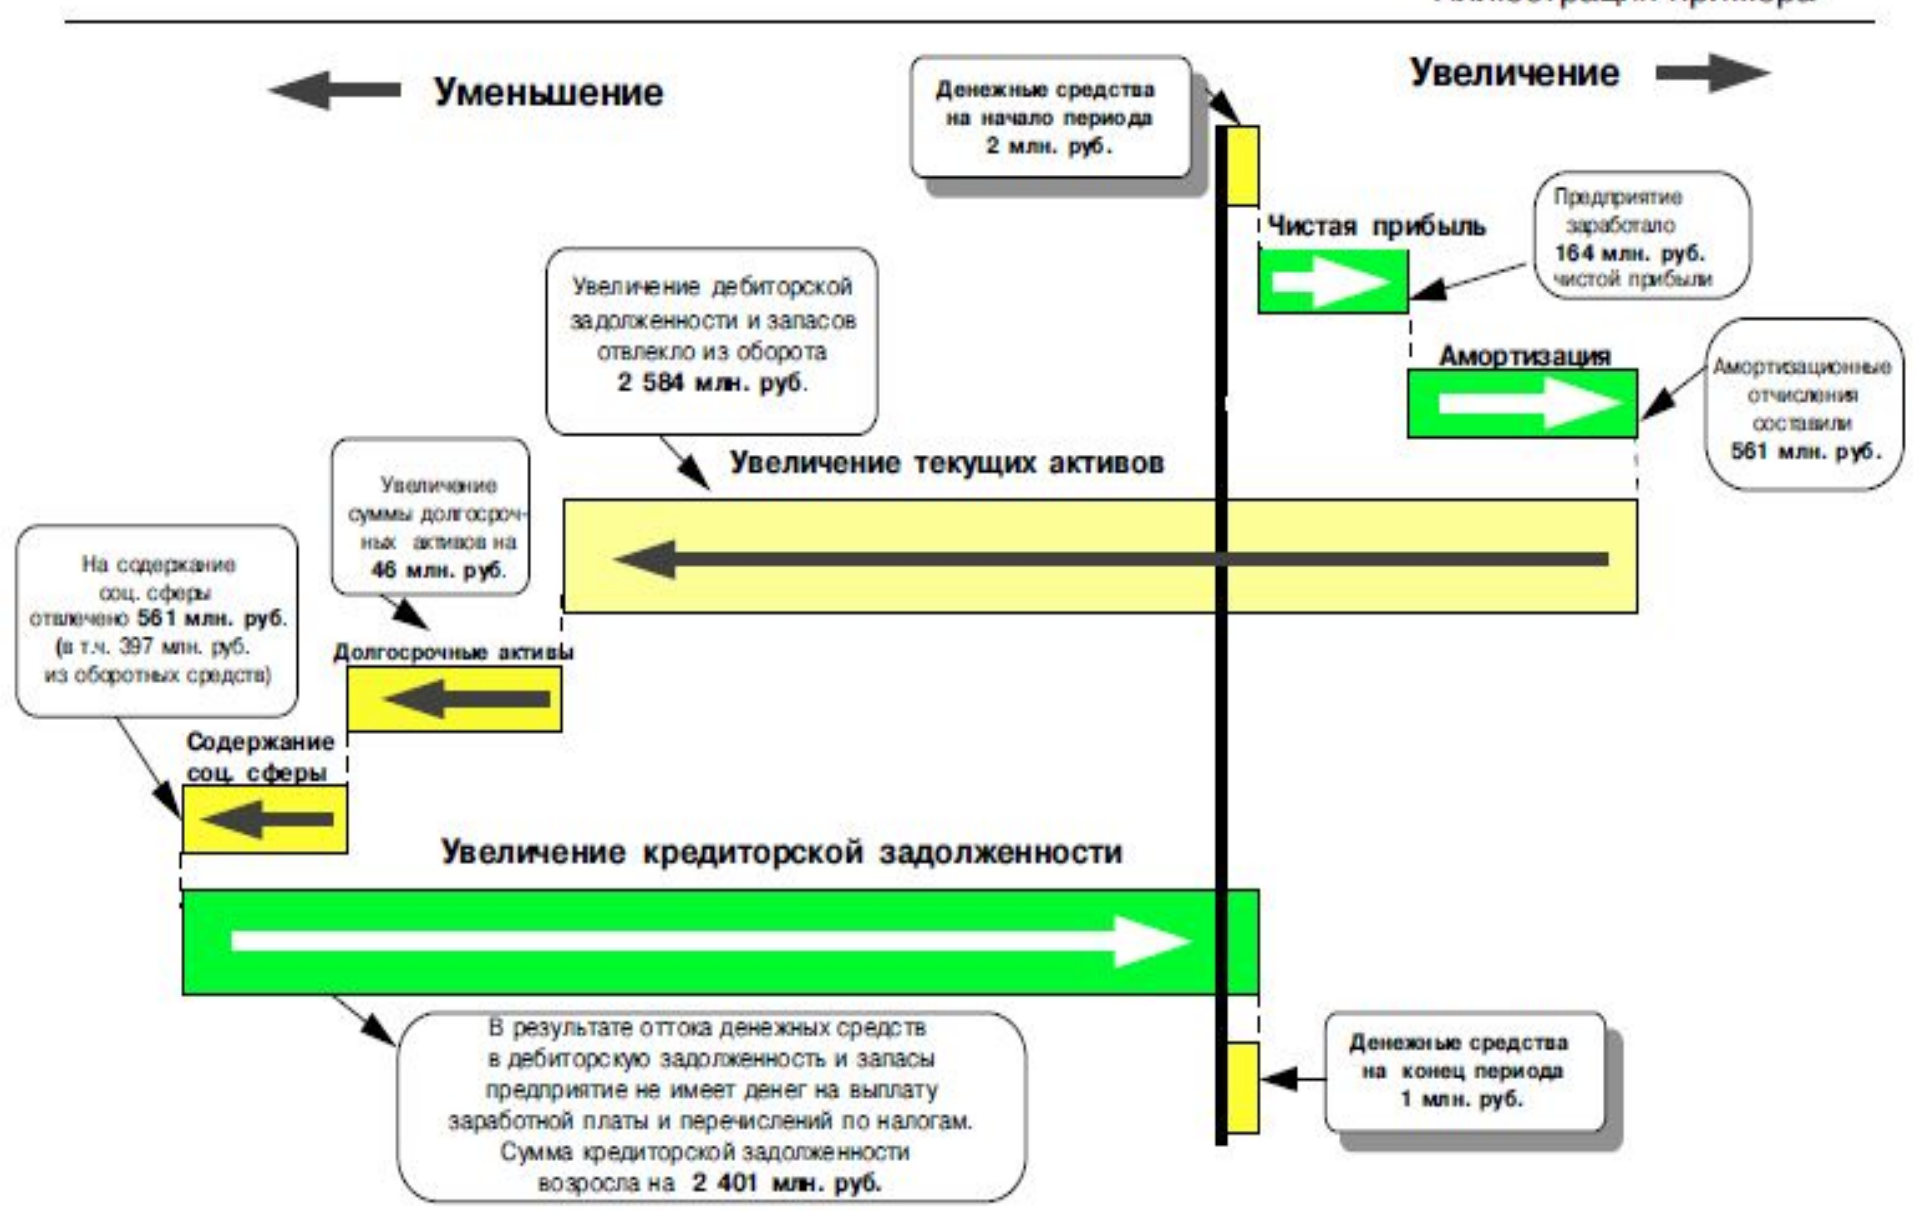 Уменьшение
Увеличение
Денежные средства
на начало периода
2 млн. руб.
Чистая прибыль
Предприятие
заработало
164 млн. руб.
чистой прибыли
Увеличение дебиторской
задолженности и запасов
отвлекло из оборота
2 584 млн. руб.
Амортизация
Амортизационные
отчисления
составили
561 млн. руб.
Увеличение текущих активов
Увеличение
суммы долгосроч-
ных активов на
46 млн. руб.
На содержание
соц. сферы
отвлечено 561 млн. руб.
(в т.ч. 397 млн. руб.
из оборотных средств)
Долгосрочные активы
Содержание
соц. сферы
Увеличение кредиторской задолженности
В результате оттока денежных средств
в дебиторскую задолженность и запасы
предприятие не имеет денег на выплату
заработной платы и перечислений по налогам.
Сумма кредиторской задолженности
возросла на 2 401 млн. руб.
Денежные средства
на конец периода
1 млн. руб.